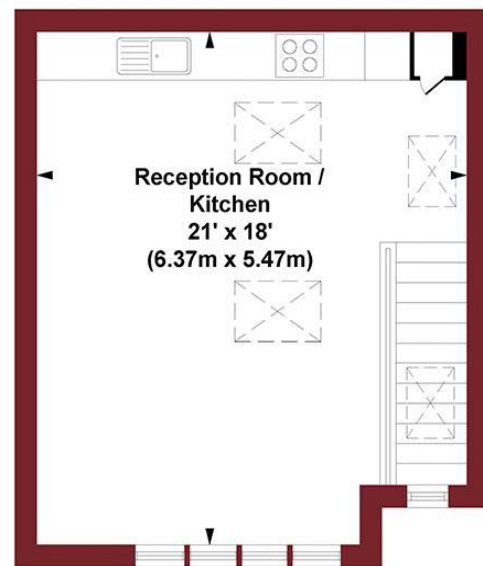 Reception Room /
Kitchen
21' x 18'
(6.37m x 5.47m)